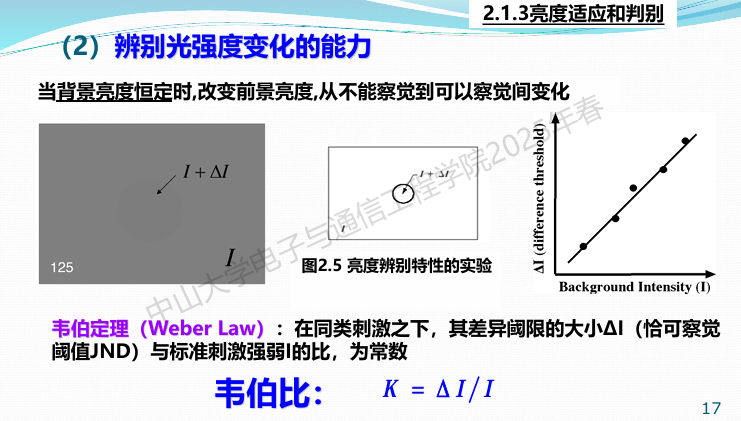 2.1.3亮度适应和判别
（2）辨别光强度变化的能力
当背景亮度恒定时,改变前景亮度,从不能察觉到可以察觉间变化
I + ΔI
I
125
I + ΔI
I
图2.5 亮度辨别特性的实验
ΔI (difference threshold)
Background Intensity (I)
中山大学电子与通信工程学院2025年春
韦伯定理（Weber Law）：在同类刺激之下，其差异阈限的大小ΔI（恰可察觉
阈值JND）与标准刺激强弱I的比，为常数
韦伯比： K = Δ I / I
17